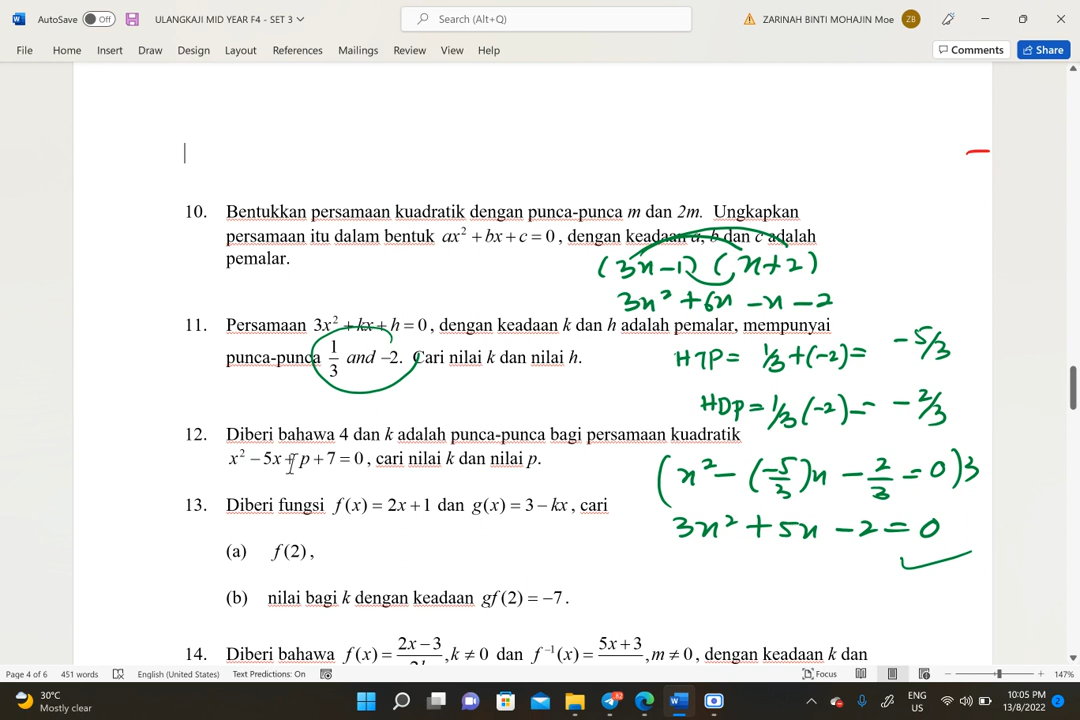 AutoSave Off ULANGKAJI MID YEAR F4 - SET 3 Search (Alt+Q) ZARINAH BINTI MOHAJIN Moe ZB
File Home Insert Draw Design Layout References Mailings Review View Help Comments Share
10. Bentukkan persamaan kuadratik dengan punca-punca m dan 2m. Ungkapkan
persamaan itu dalam bentuk ax² + bx + c = 0, dengan keadaan a, b dan c adalah
pemalar.
(3x-1)(x+2)
3x² + 6x - x - 2
11. Persamaan 3x² + kx + h = 0, dengan keadaan k dan h adalah pemalar, mempunyai
punca-punca 1/3 and -2. Cari nilai k dan nilai h.
HTP = 1/3 + (-2) = -5/3
HDP = 1/3 (-2) = -2/3
12. Diberi bahawa 4 dan k adalah punca-punca bagi persamaan kuadratik
x² - 5x + p + 7 = 0, cari nilai k dan nilai p.
(x² - (-5/3)x - 2/3 = 0)3
3x² + 5x - 2 = 0
13. Diberi fungsi f(x) = 2x + 1 dan g(x) = 3 - kx, cari
(a) f(2),
(b) nilai bagi k dengan keadaan gf(2) = -7.
14. Diberi bahawa f(x) = 2x - 3 , k ≠ 0 dan f⁻¹(x) = 5x + 3 , m ≠ 0, dengan keadaan k dan
Page 4 of 6 451 words English (United States) Text Predictions: On Focus 147%
30°C
Mostly clear
ENG
US
10:05 PM
13/8/2022
2